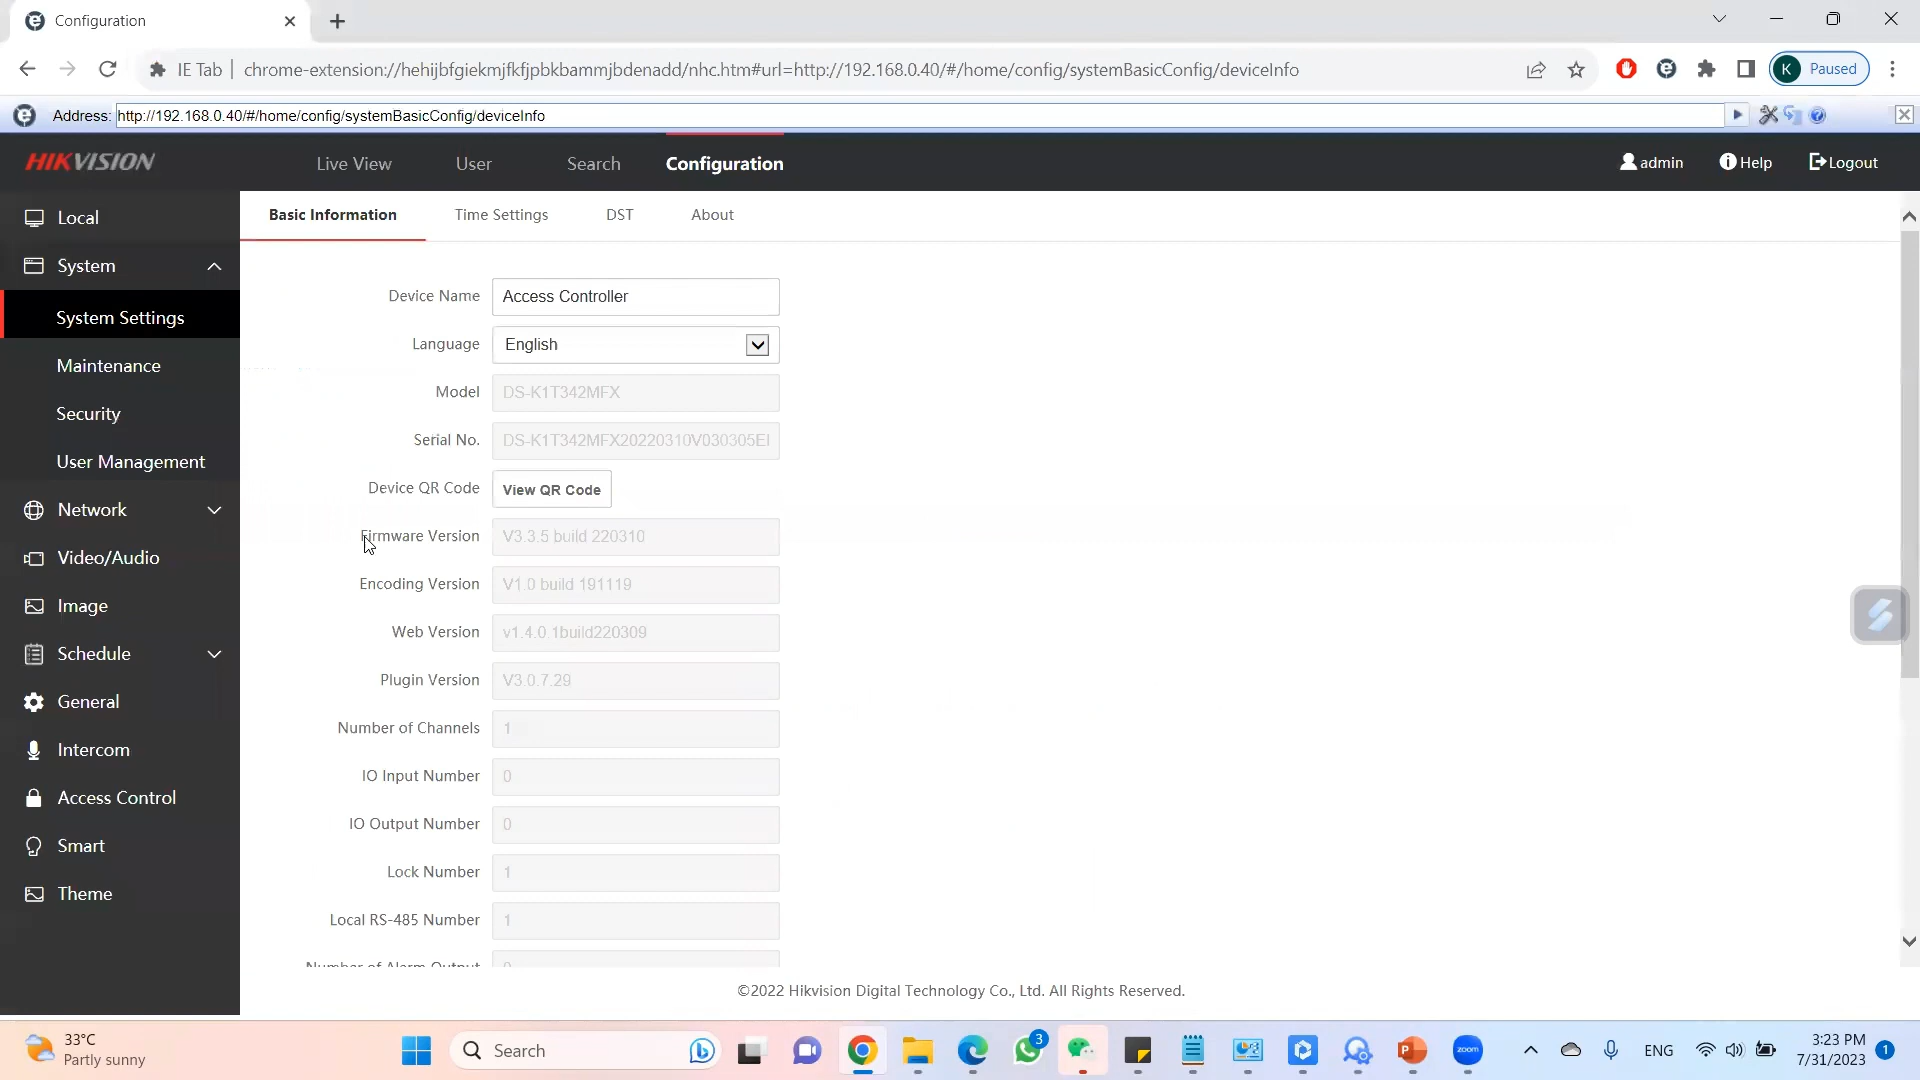 Configuration
IE Tab chrome-extension://hehijbfgiekmjfkfjpbkbammjbdenadd/nhc.htm#url=http://192.168.0.40/#/home/config/systemBasicConfig/deviceInfo
K Paused
Address: http://192.168.0.40/#/home/config/systemBasicConfig/deviceInfo
HIKVISION
Live View
User
Search
Configuration
admin
Help
Logout
Local
System
System Settings
Maintenance
Security
User Management
Network
Video/Audio
Image
Schedule
General
Intercom
Access Control
Smart
Theme
Basic Information
Time Settings
DST
About
Device Name Access Controller
Language English
Model DS-K1T342MFX
Serial No. DS-K1T342MFX20220310V030305EI
Device QR Code View QR Code
Firmware Version V3.3.5 build 220310
Encoding Version V1.0 build 191119
Web Version v1.4.0.1build220309
Plugin Version V3.0.7.29
Number of Channels 1
IO Input Number 0
IO Output Number 0
Lock Number 1
Local RS-485 Number 1
Number of Alarm Output 0
©2022 Hikvision Digital Technology Co., Ltd. All Rights Reserved.
33°C
Partly sunny
Search
3
zoom
ENG
3:23 PM
7/31/2023
1